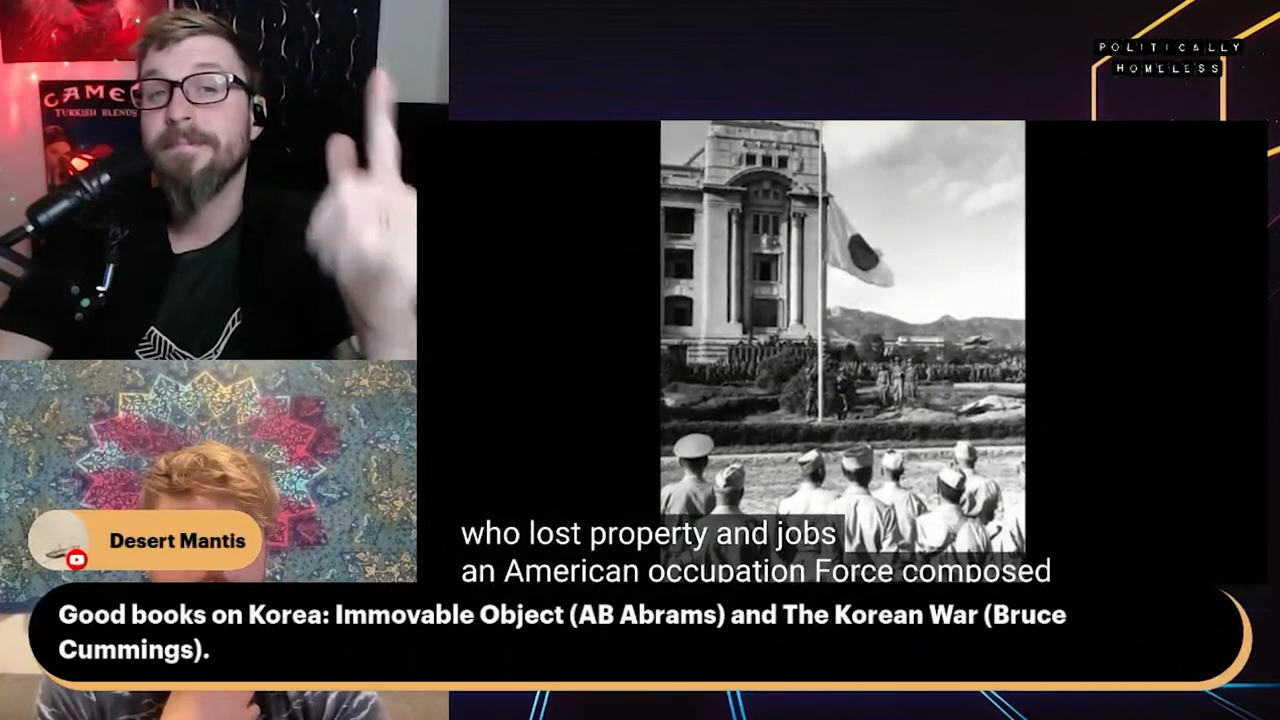 POLITICALLY
HOMELESS
CAMEL
TURKISH BLENDS
who lost property and jobs
an American occupation Force composed
Desert Mantis
Good books on Korea: Immovable Object (AB Abrams) and The Korean War (Bruce
Cummings).